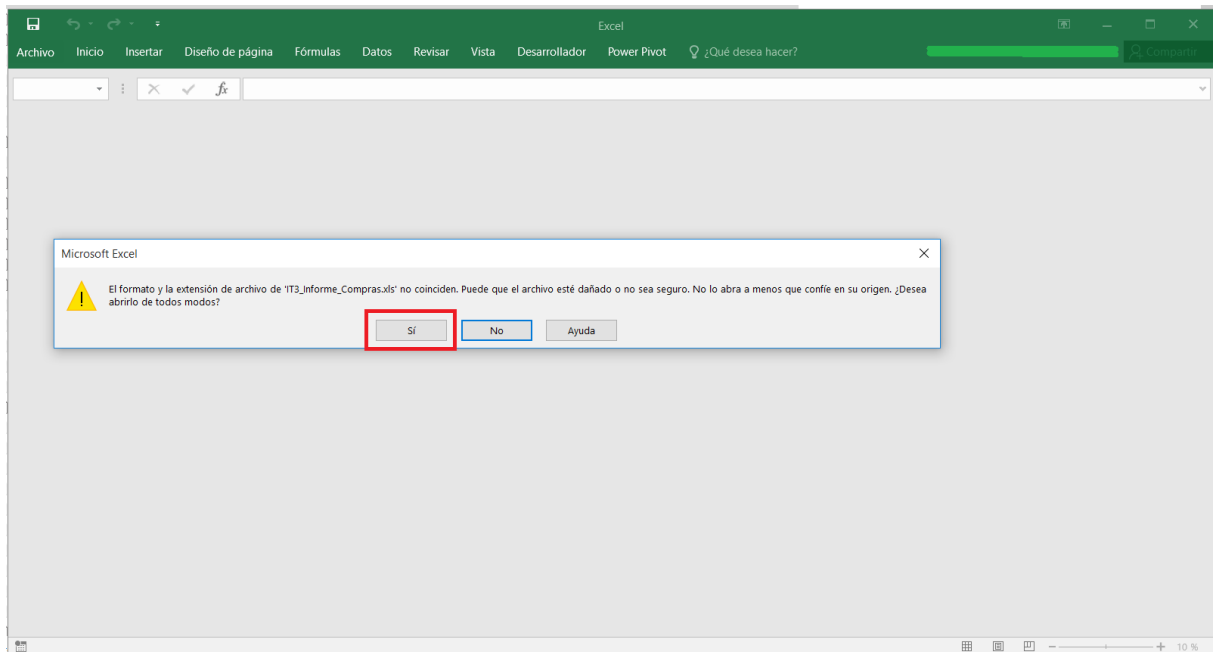 Excel
Archivo Inicio Insertar Diseño de página Fórmulas Datos Revisar Vista Desarrollador Power Pivot ¿Qué desea hacer? Compartir
fx
Microsoft Excel
El formato y la extensión de archivo de 'IT3_Informe_Compras.xls' no coinciden. Puede que el archivo esté dañado o no sea seguro. No lo abra a menos que confíe en su origen. ¿Desea
abrirlo de todos modos?
Sí No Ayuda
10 %